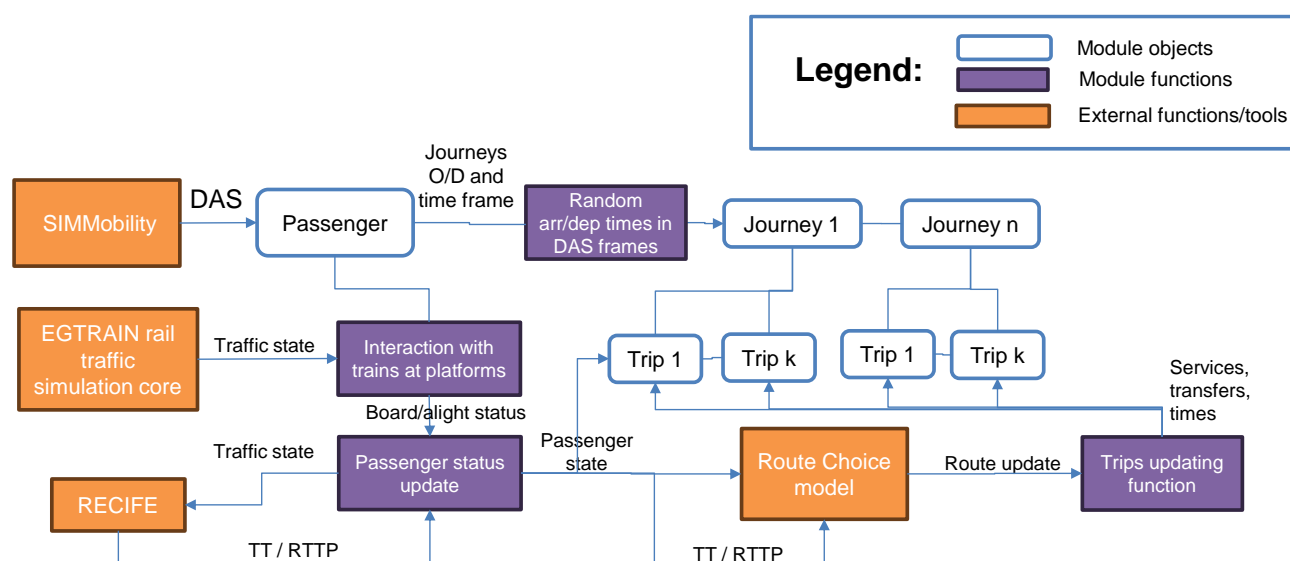 Legend:
Module objects
Module functions
External functions/tools
Journeys
O/D and
time frame
DAS
SIMMobility
Passenger
Random
arr/dep times in
DAS frames
Journey 1
Journey n
EGTRAIN rail
traffic
simulation core
Traffic state
Interaction with
trains at platforms
Trip 1
Trip k
Trip 1
Trip k
Services,
transfers,
times
Board/alight status
Traffic state
Passenger status
update
Passenger
state
Route Choice
model
Route update
Trips updating
function
RECIFE
TT / RTTP
TT / RTTP